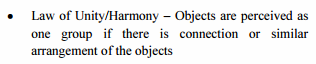 • Law of Unity/Harmony – Objects are perceived as
one group if there is connection or similar
arrangement of the objects